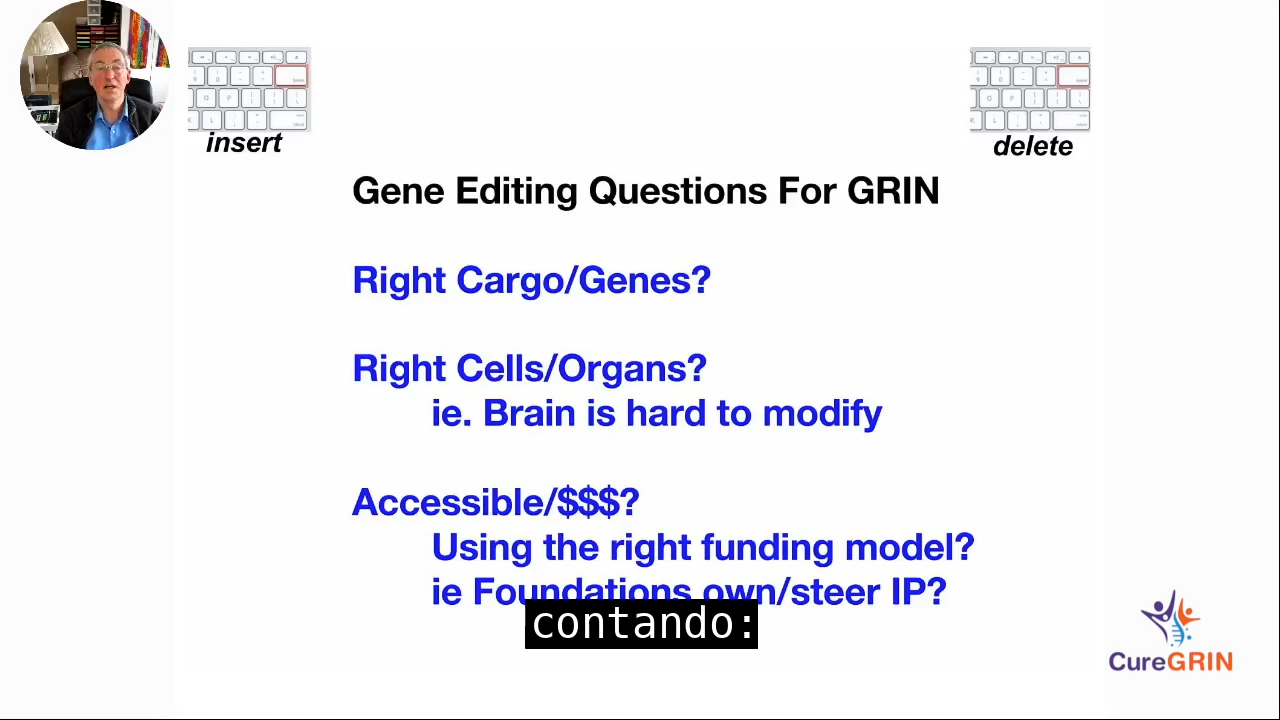 insert
delete
Gene Editing Questions For GRIN
Right Cargo/Genes?
Right Cells/Organs?
ie. Brain is hard to modify
Accessible/$$$?
Using the right funding model?
ie Foundations own/steer IP?
contando:
CureGRIN